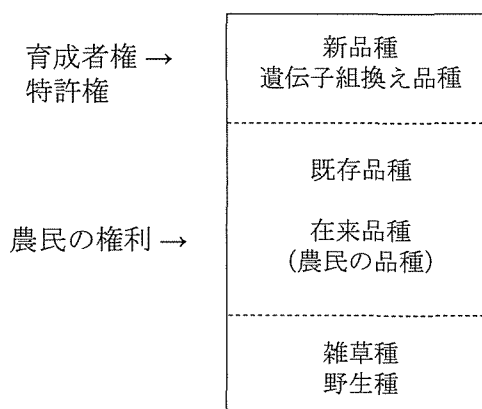 育成者権 →
特許権
新品種
遺伝子組換え品種
既存品種
農民の権利 →
在来品種
(農民の品種)
雑草種
野生種